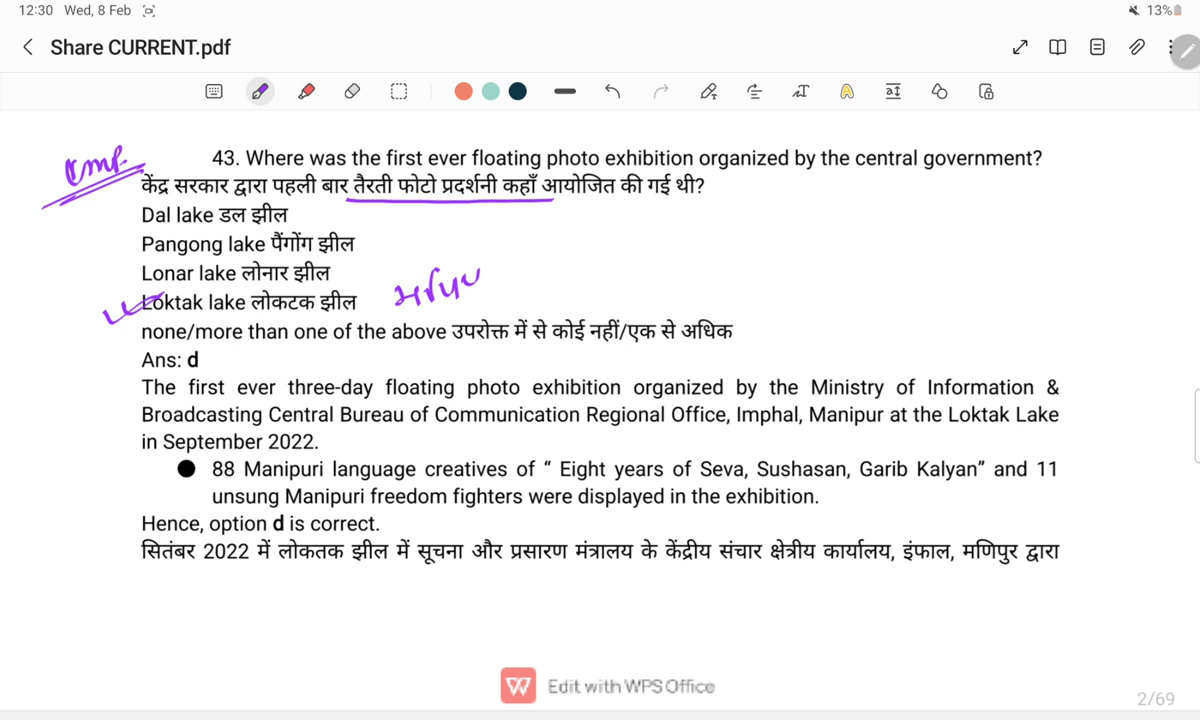 12:30 Wed, 8 Feb 13%
Share CURRENT.pdf
Imp.
43. Where was the first ever floating photo exhibition organized by the central government?
केंद्र सरकार द्वारा पहली बार तैरती फोटो प्रदर्शनी कहाँ आयोजित की गई थी?
Dal lake डल झील
Pangong lake पैंगोंग झील
Lonar lake लोनार झील
Loktak lake लोकटक झील
none/more than one of the above उपरोक्त में से कोई नहीं/एक से अधिक
Ans: d
The first ever three-day floating photo exhibition organized by the Ministry of Information &
Broadcasting Central Bureau of Communication Regional Office, Imphal, Manipur at the Loktak Lake
in September 2022.
● 88 Manipuri language creatives of “ Eight years of Seva, Sushasan, Garib Kalyan” and 11
unsung Manipuri freedom fighters were displayed in the exhibition.
Hence, option d is correct.
सितंबर 2022 में लोकतक झील में सूचना और प्रसारण मंत्रालय के केंद्रीय संचार क्षेत्रीय कार्यालय, इंफाल, मणिपुर द्वारा
Edit with WPS Office
2/69